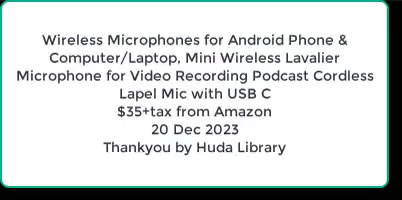 Wireless Microphones for Android Phone &
Computer/Laptop, Mini Wireless Lavalier
Microphone for Video Recording Podcast Cordless
Lapel Mic with USB C
$35+tax from Amazon
20 Dec 2023
Thankyou by Huda Library